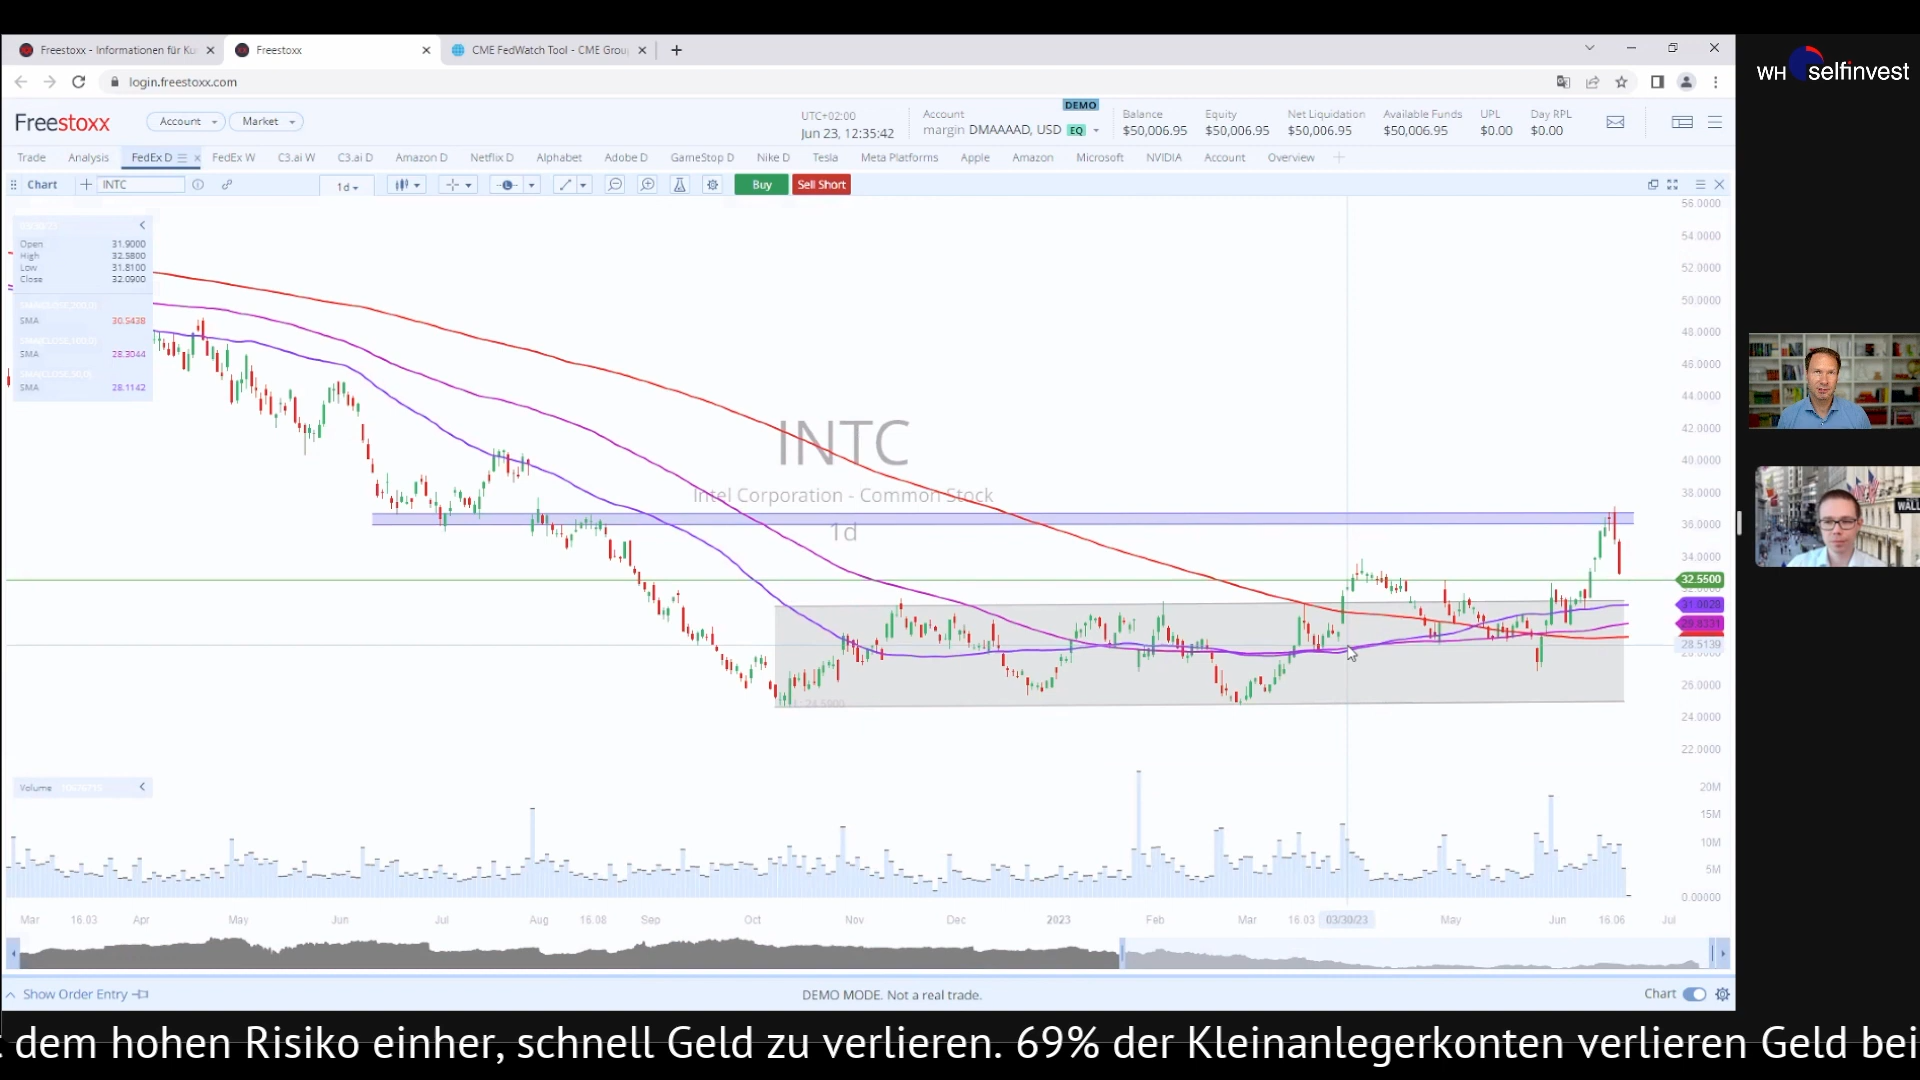 Freestoxx - Informationen für Ku
Freestoxx
CME FedWatch Tool - CME Grou
login.freestoxx.com
WH selfinvest
Freestoxx
Account
Market
UTC+02:00
Jun 23, 12:35:42
Account
DEMO
margin DMAAAAD, USD EQ
Balance
$50,006.95
Equity
$50,006.95
Net Liquidation
$50,006.95
Available Funds
$50,006.95
UPL
$0.00
Day RPL
$0.00
Trade Analysis FedEx D FedEx W C3.ai W C3.ai D Amazon D Netflix D Alphabet Adobe D GameStop D Nike D Tesla Meta Platforms Apple Amazon Microsoft NVIDIA Account Overview
Chart INTC 1d Buy Sell Short
Open 31.9000
High 32.5800
Low 31.8100
Close 32.0900
SMA 30.5438
SMA 28.3044
SMA 28.1142
INTC
Intel Corporation - Common Stock
1d
56.0000
54.0000
52.0000
50.0000
48.0000
46.0000
44.0000
42.0000
40.0000
38.0000
36.0000
34.0000
32.5500
31.0028
29.8331
28.5139
26.0000
24.0000
22.0000
WALL
Volume
20M
15M
10M
5M
0.00000
Mar 16.03 Apr May Jun Jul Aug 16.08 Sep Oct Nov Dec 2023 Feb Mar 16.03 03/30/23 May Jun 16.06 Jul
Show Order Entry
DEMO MODE. Not a real trade.
Chart
dem hohen Risiko einher, schnell Geld zu verlieren. 69% der Kleinanlegerkonten verlieren Geld bei